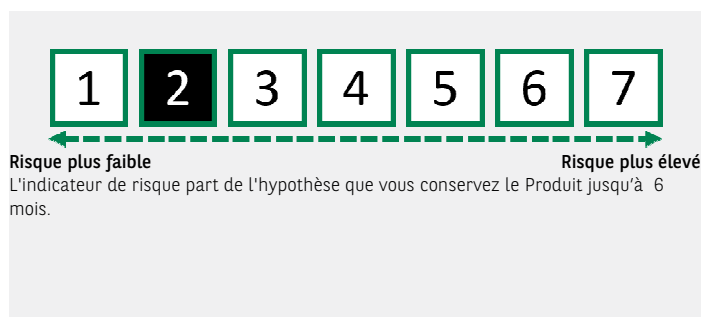 1 2 3 4 5 6 7
Risque plus faible Risque plus élevé
L'indicateur de risque part de l'hypothèse que vous conservez le Produit jusqu’à 6
mois.